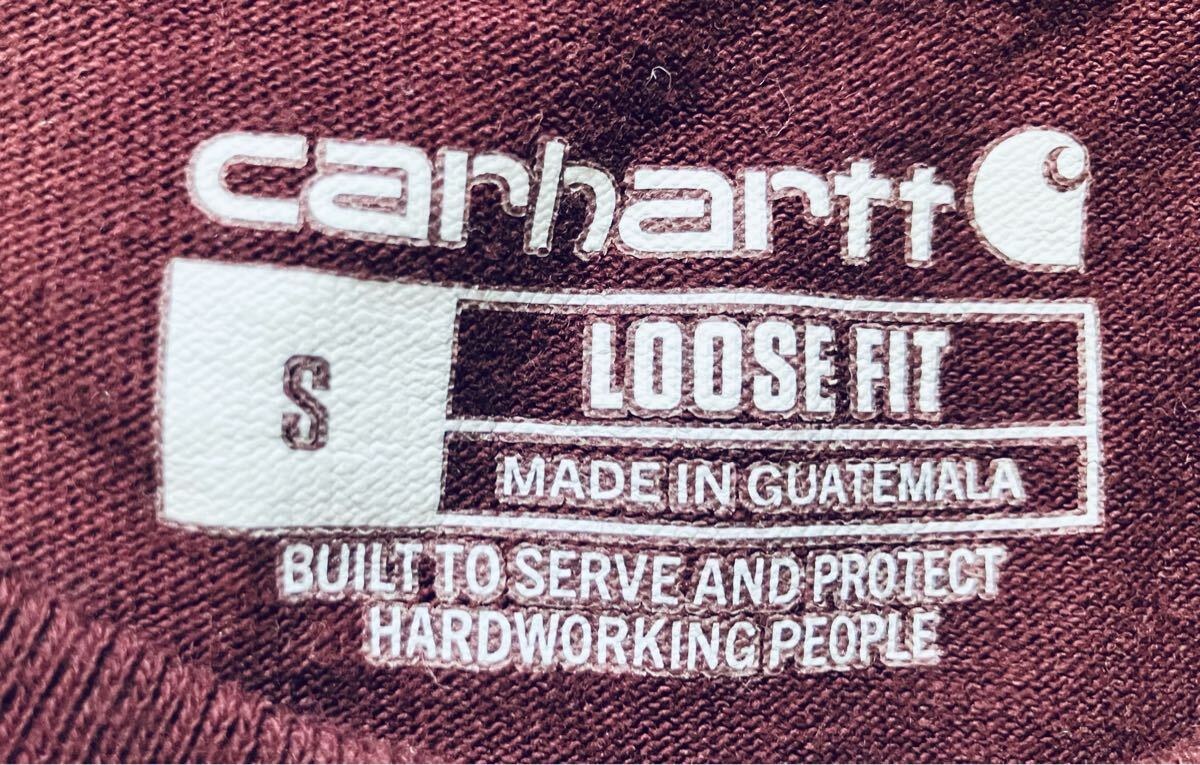 carhartt
S
LOOSE FIT
MADE IN GUATEMALA
BUILT TO SERVE AND PROTECT
HARDWORKING PEOPLE